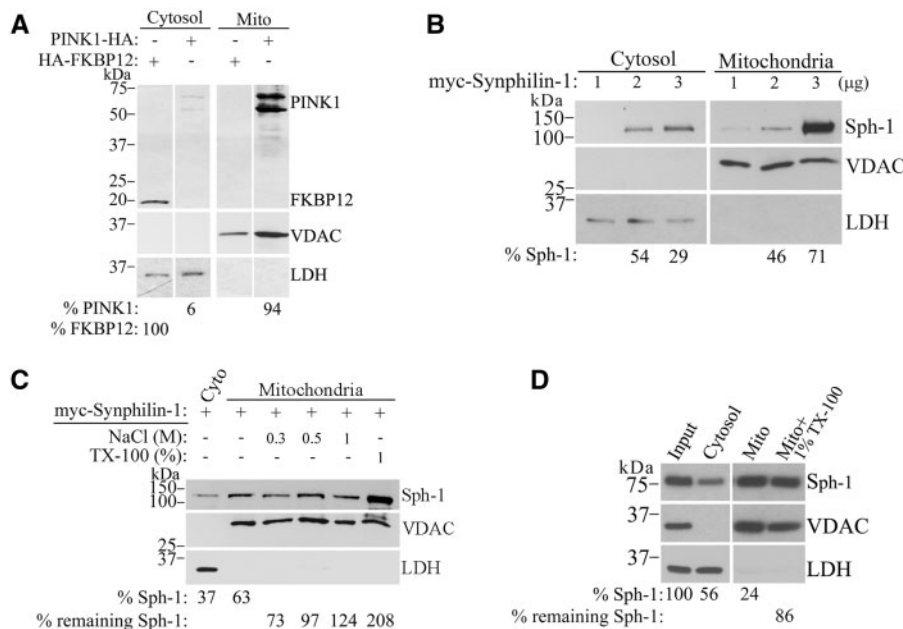 A
Cytosol Mito
PINK1-HA: - + - +
HA-FKBP12: + - + -
kDa
75
50
37
25
20
37
37
PINK1
FKBP12
VDAC
LDH
% PINK1: 6 94
% FKBP12: 100
B
Cytosol Mitochondria
myc-Synphilin-1: 1 2 3 1 2 3 (µg)
kDa
150
100
25
37
Sph-1
VDAC
LDH
% Sph-1: 54 29 46 71
C
Cyto Mitochondria
myc-Synphilin-1: + + + + + +
NaCl (M): - - 0.3 0.5 1 -
TX-100 (%) - - - - - 1
kDa
150
100
25
37
Sph-1
VDAC
LDH
% Sph-1: 37 63
% remaining Sph-1: 73 97 124 208
D
Input Cytosol Mito Mito+ 1% TX-100
kDa
75
37
37
Sph-1
VDAC
LDH
% Sph-1: 100 56 24
% remaining Sph-1: 86